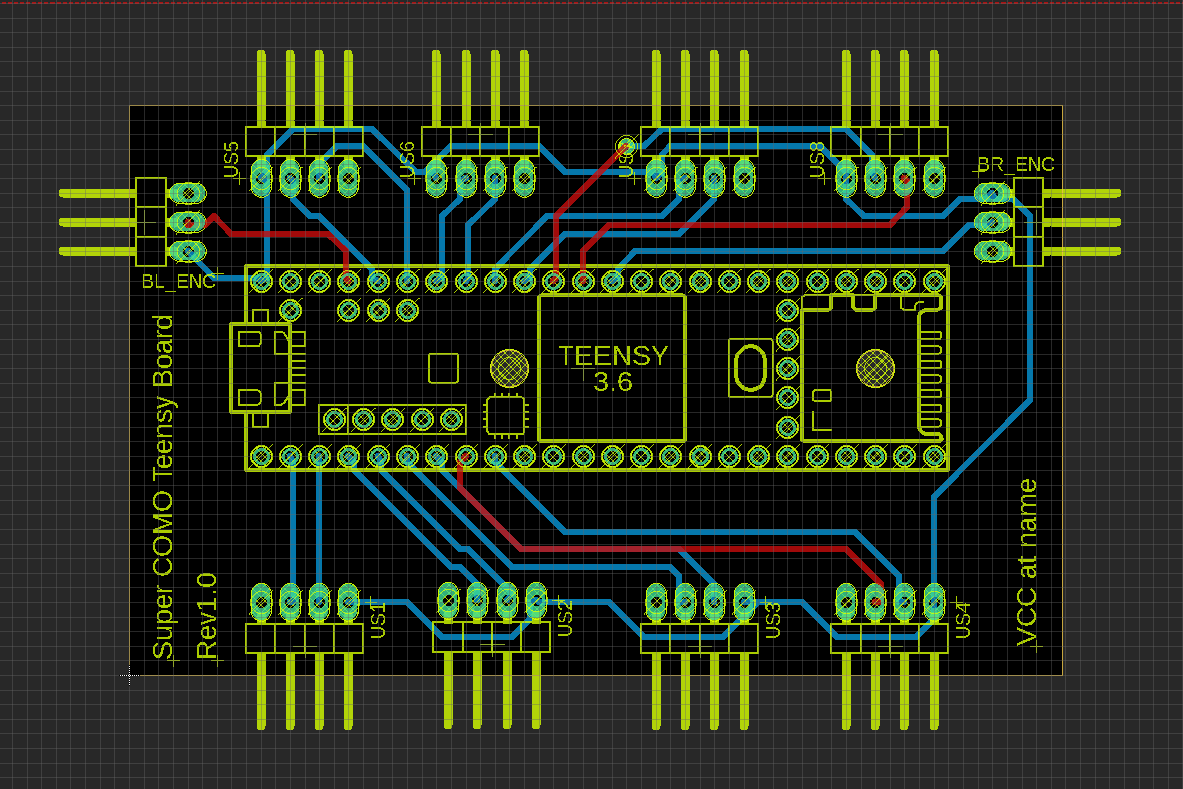 US5
US6
US8
BR_ENC
BL_ENC
TEENSY
3.6
Super COMO Teensy Board
Rev1.0
VCC at name
US1
US2
US3
US4